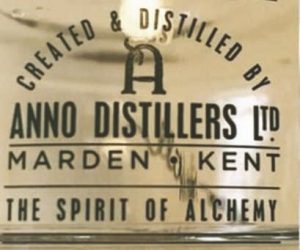 CREATED & DISTILLED BY
A
ANNO DISTILLERS LTD.
MARDEN • KENT
THE SPIRIT OF ALCHEMY